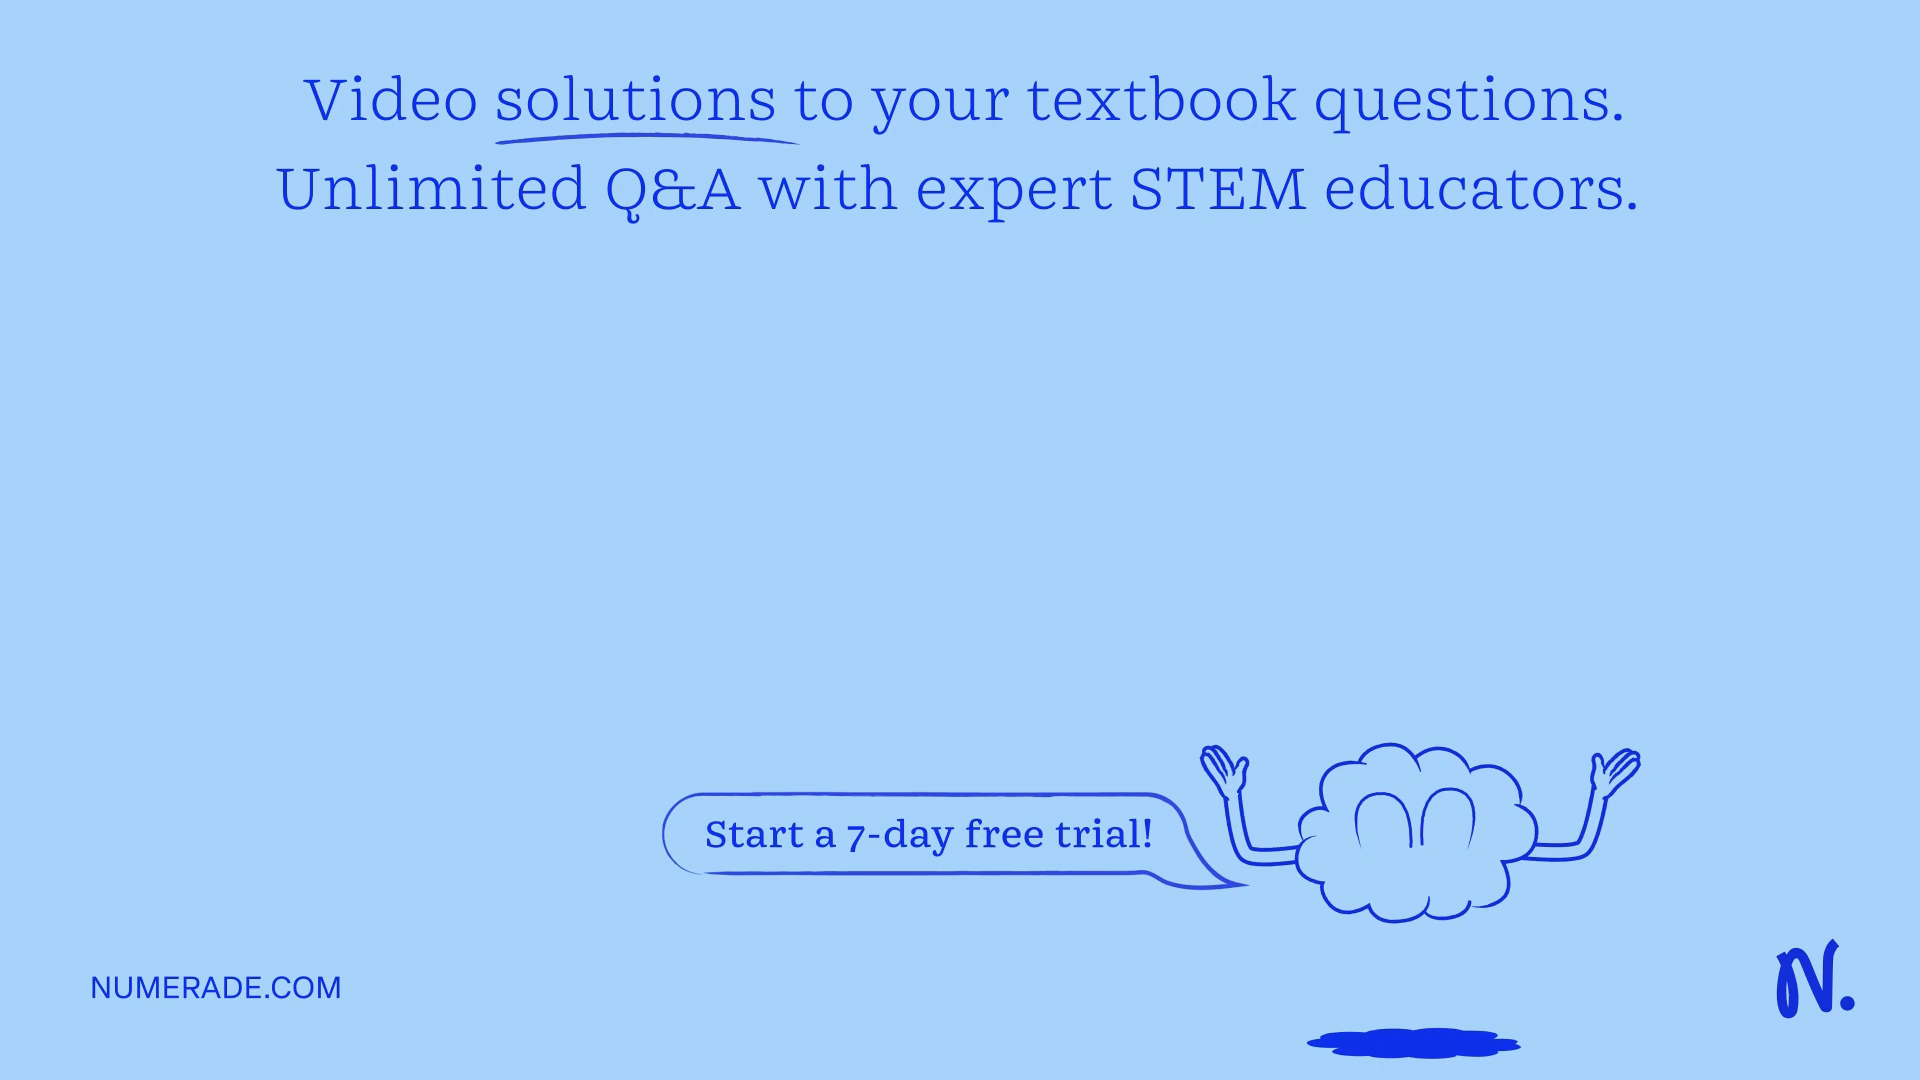 Video solutions to your textbook questions.
Unlimited Q&A with expert STEM educators.
Start a 7-day free trial!
NUMERADE.COM
N.